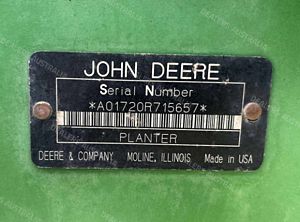 JOHN DEERE
Serial Number
*A01720R715657*
PLANTER
DEERE & COMPANY MOLINE, ILLINOIS Made in USA